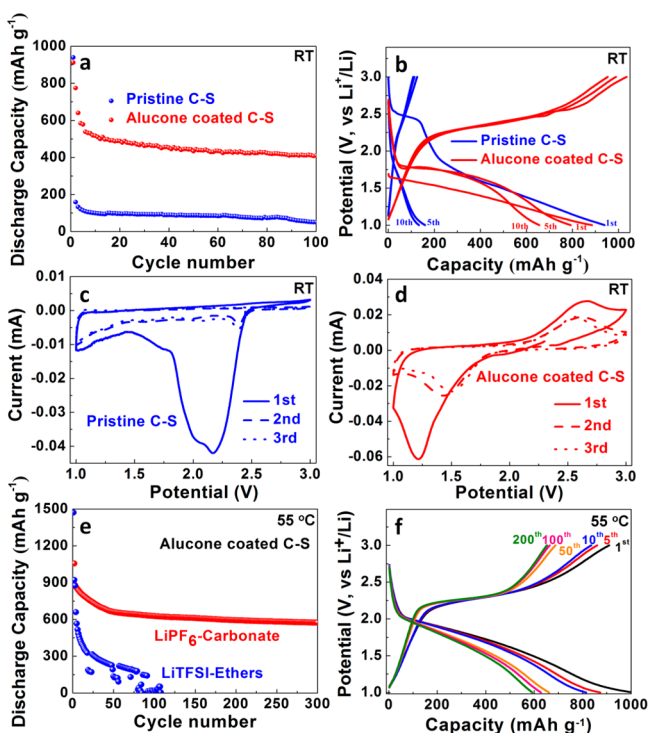 a
RT
Pristine C-S
Alucone coated C-S
Discharge Capacity (mAh g-1)
1000
800
600
400
200
0
0 20 40 60 80 100
Cycle number
b
RT
Pristine C-S
Alucone coated C-S
10th 5th
10th 5th 1st 1st
Potential (V, vs Li+/Li)
3.5
3.0
2.5
2.0
1.5
1.0
0 200 400 600 800 1000
Capacity (mAh g-1)
c
RT
Pristine C-S
1st
2nd
3rd
Current (mA)
0.01
0.00
-0.01
-0.02
-0.03
-0.04
1.0 1.5 2.0 2.5 3.0
Potential (V)
d
RT
Alucone coated C-S
1st
2nd
3rd
Current (mA)
0.04
0.02
0.00
-0.02
-0.04
-0.06
1.0 1.5 2.0 2.5 3.0
Potential (V)
e
55 °C
Alucone coated C-S
LiPF6-Carbonate
LiTFSI-Ethers
Discharge Capacity (mAh g-1)
1500
1200
900
600
300
0
0 50 100 150 200 250 300
Cycle number
f
55 °C
200th 100th 50th 10th 5th 1st
Potential (V, vs Li+/Li)
4.0
3.0
2.0
1.0
0 200 400 600 800 1000
Capacity (mAh g-1)